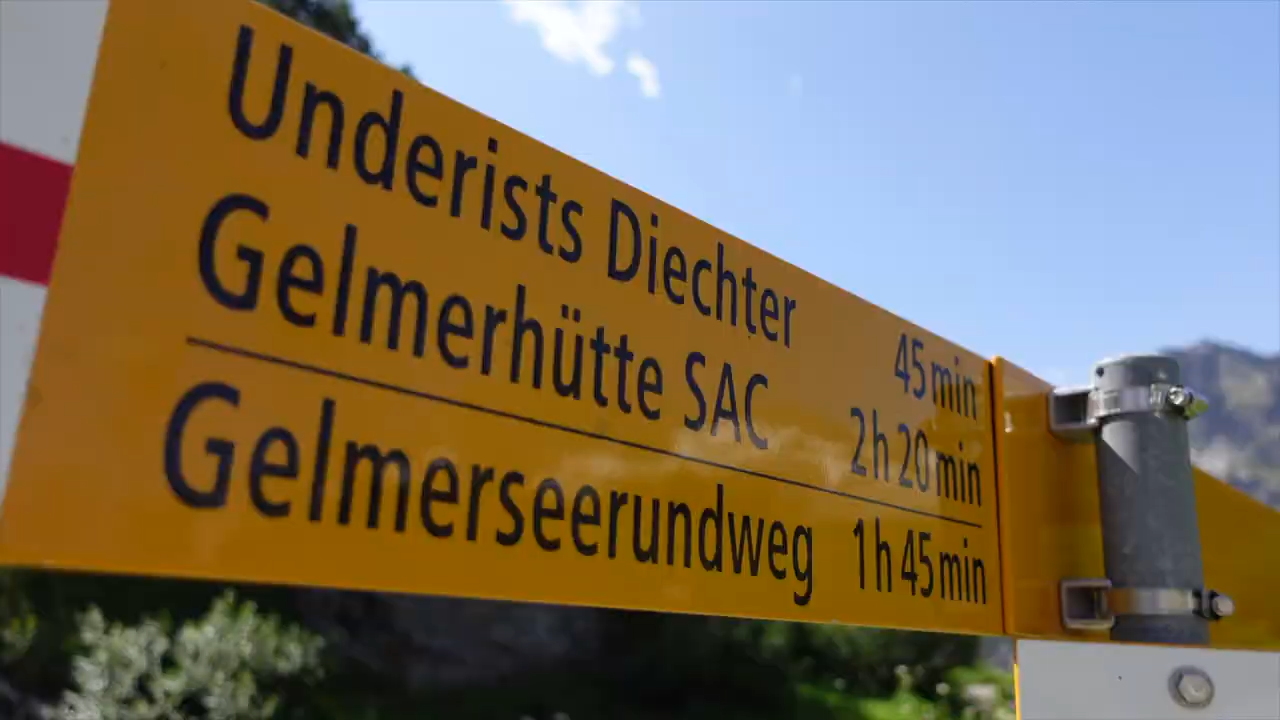 Underists Diechter 45 min
Gelmerhütte SAC 2 h 20 min
Gelmerseerundweg 1 h 45 min